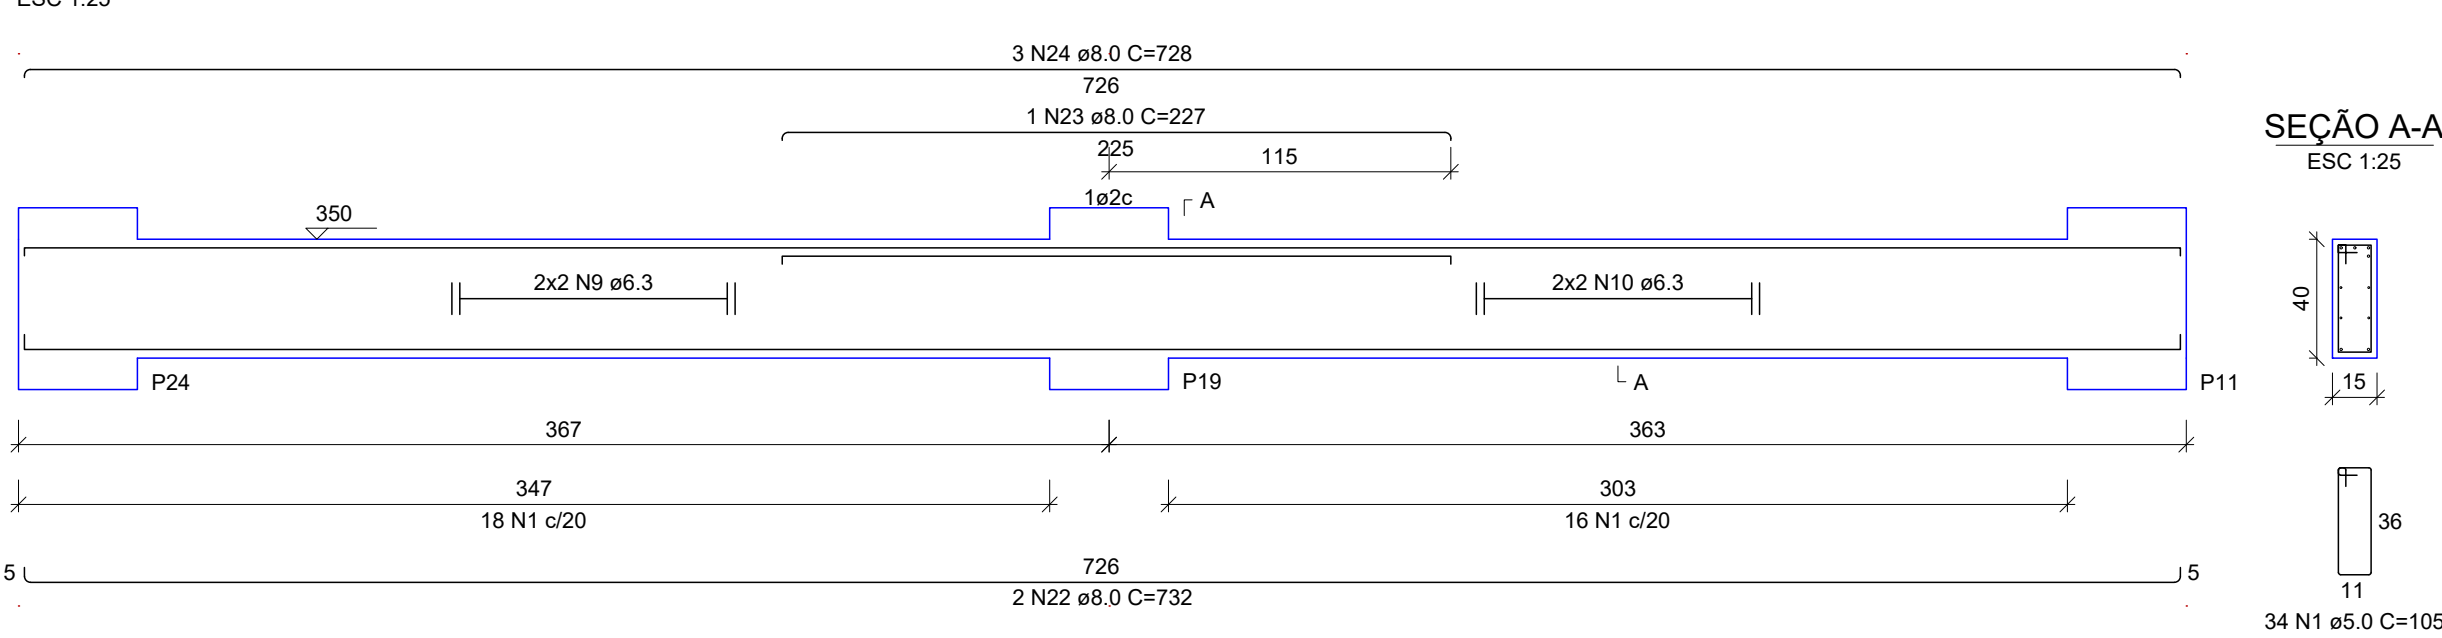 ESC 1:25
3 N24 ø8.0 C=728
726
1 N23 ø8.0 C=227
225
115
1ø2c
A
350
2x2 N9 ø6.3
2x2 N10 ø6.3
P24
P19
A
P11
367
363
347
303
18 N1 c/20
16 N1 c/20
5
726
5
2 N22 ø8.0 C=732
SEÇÃO A-A
ESC 1:25
40
15
36
11
34 N1 ø5.0 C=105